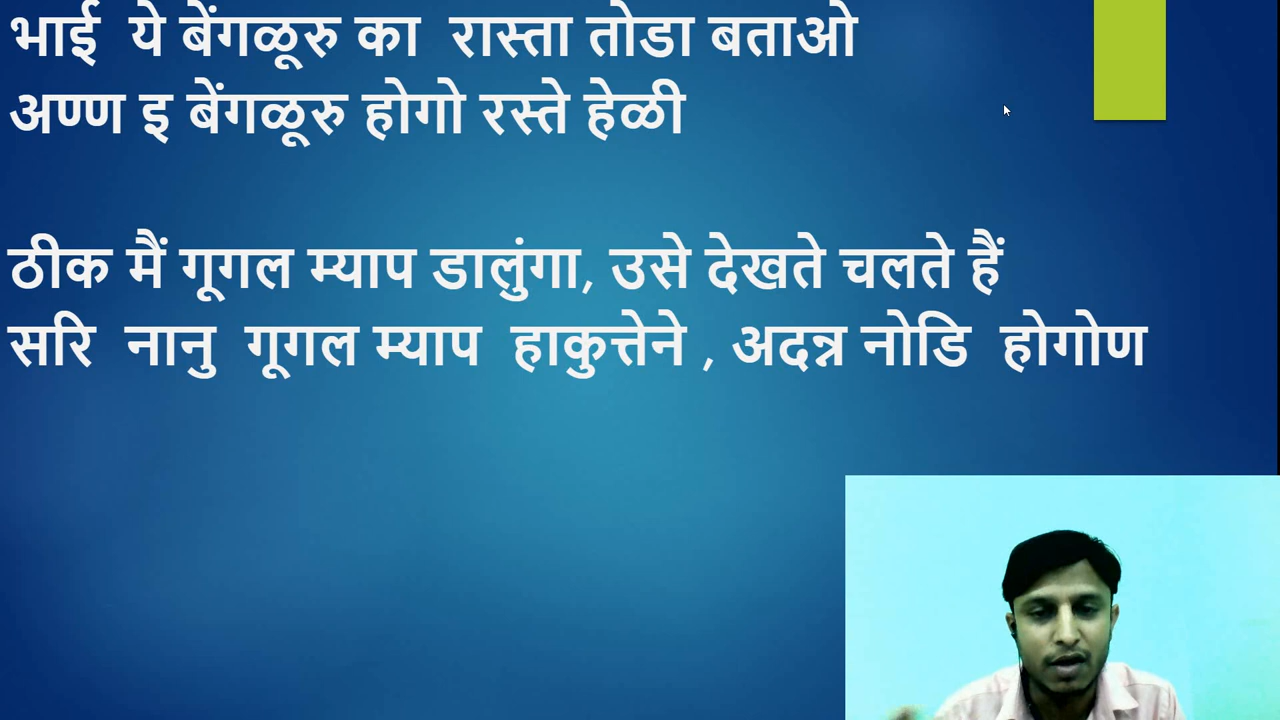 भाई ये बेंगळूरु का रास्ता तोडा बताओ
अण्ण इ बेंगळूरु होगो रस्ते हेळी
ठीक मैं गूगल म्याप डालुंगा, उसे देखते चलते हैं
सरि नानु गूगल म्याप हाकुत्तेने , अदन्न नोडि होगोण